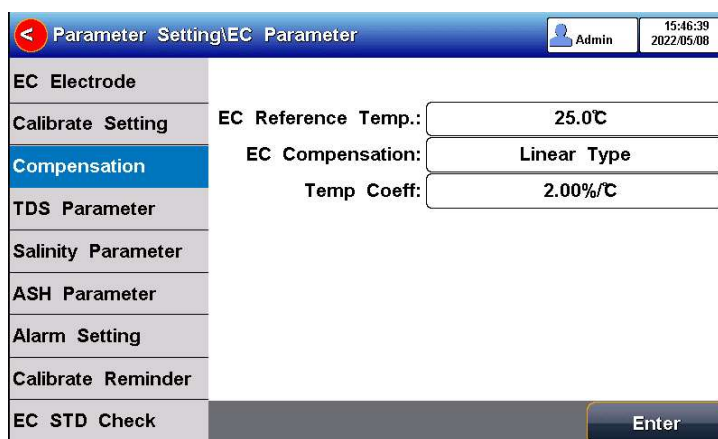 < Parameter Setting\EC Parameter
Admin
15:46:39
2022/05/08
EC Electrode
Calibrate Setting
Compensation
TDS Parameter
Salinity Parameter
ASH Parameter
Alarm Setting
Calibrate Reminder
EC STD Check
EC Reference Temp.: 25.0℃
EC Compensation: Linear Type
Temp Coeff: 2.00%/℃
Enter